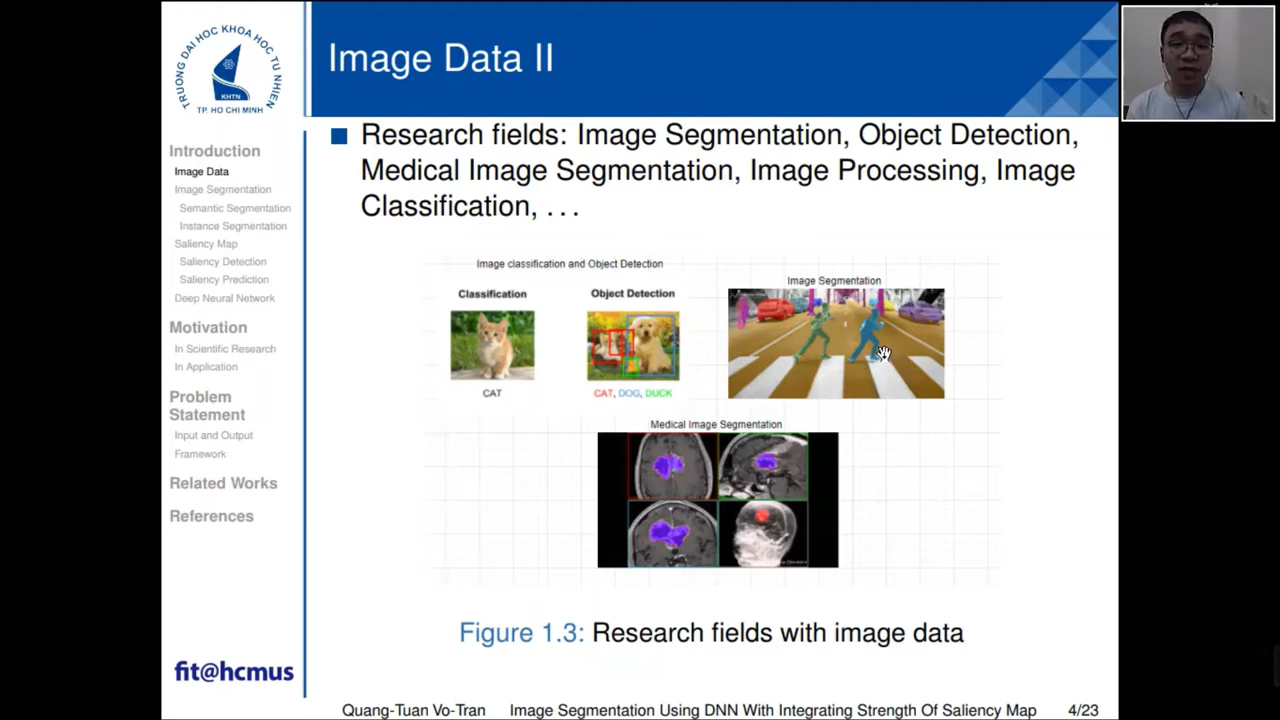 TRƯỜNG ĐẠI HỌC KHOA HỌC TỰ NHIÊN
KHTN
TP. HO CHI MINH
Introduction
Image Data
Image Segmentation
Semantic Segmentation
Instance Segmentation
Saliency Map
Saliency Detection
Saliency Prediction
Deep Neural Network
Motivation
In Scientific Research
In Application
Problem
Statement
Input and Output
Framework
Related Works
References
fit@hcmus
Image Data II
Research fields: Image Segmentation, Object Detection,
Medical Image Segmentation, Image Processing, Image
Classification, . . .
Image classification and Object Detection
Classification
Object Detection
CAT
CAT, DOG, DUCK
Image Segmentation
Medical Image Segmentation
Figure 1.3: Research fields with image data
Quang-Tuan Vo-Tran Image Segmentation Using DNN With Integrating Strength Of Saliency Map 4/23